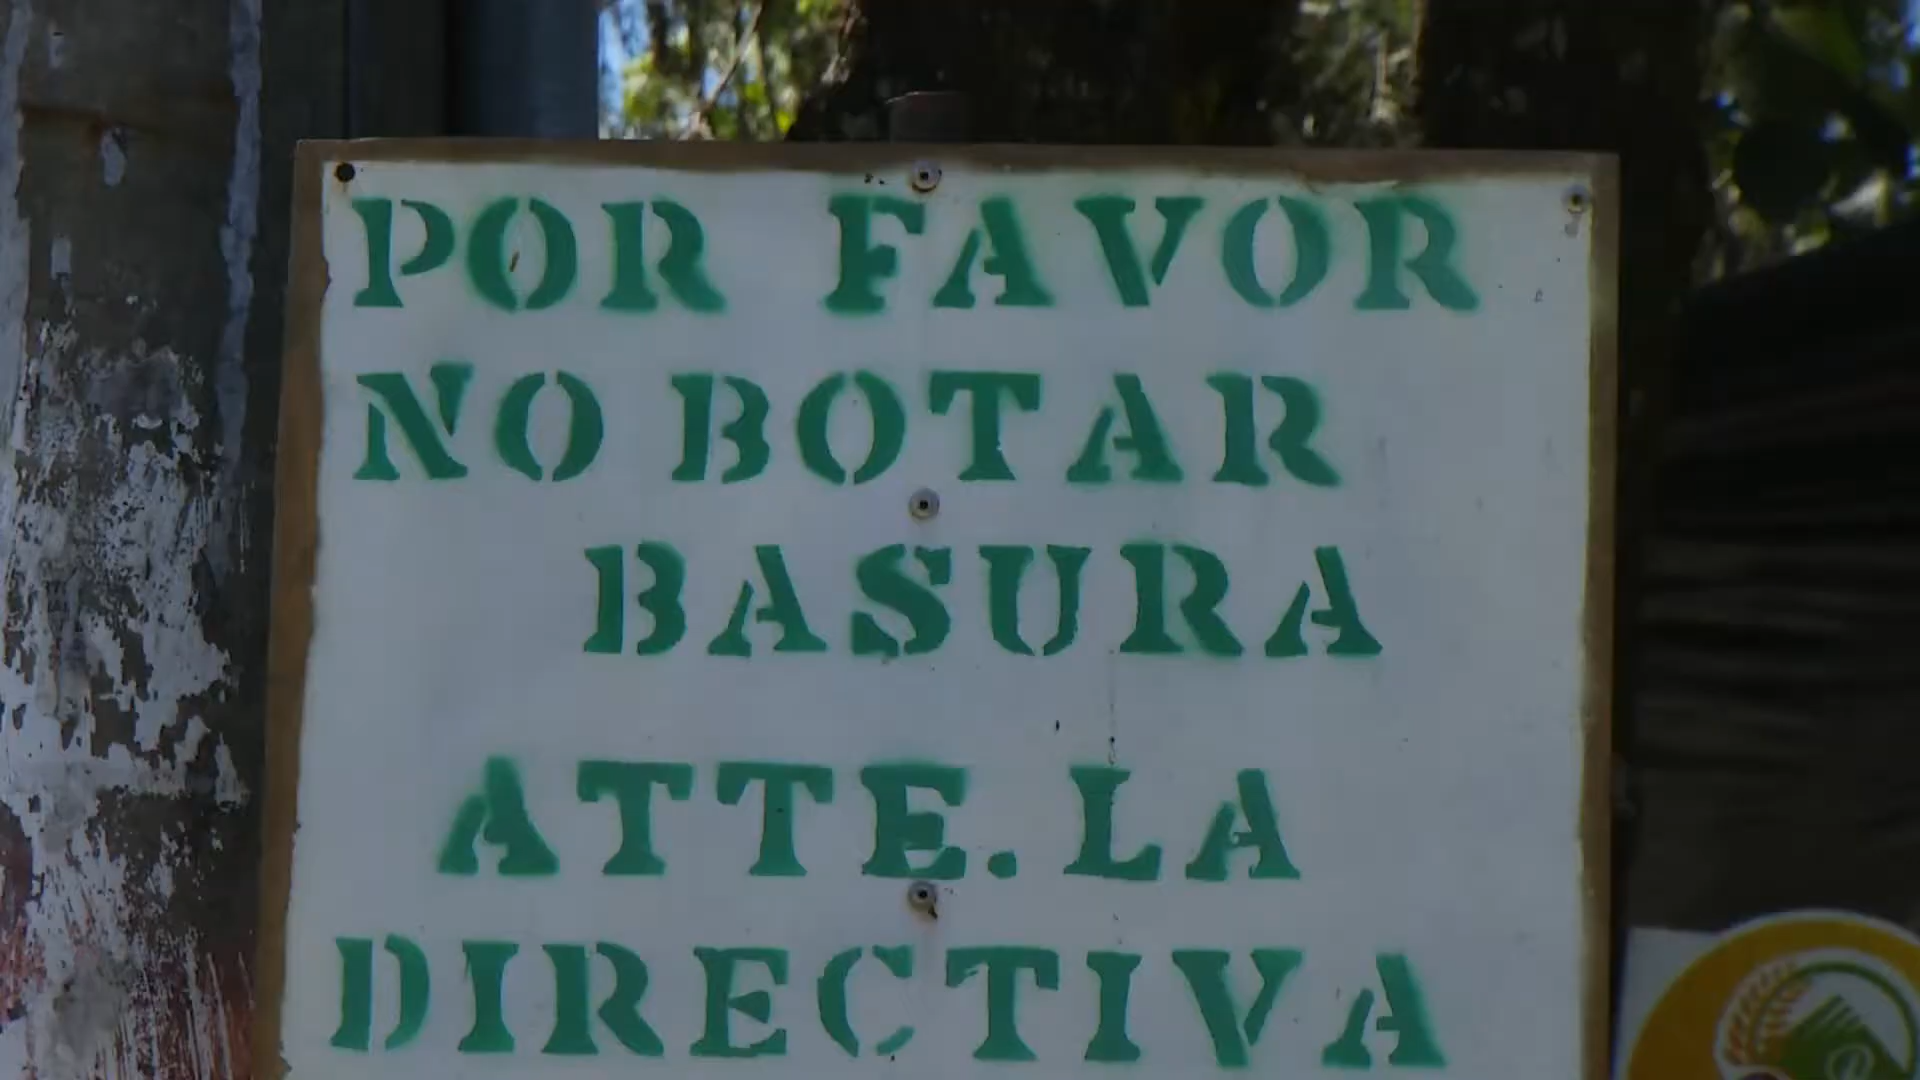 POR FAVOR
NO BOTAR
BASURA
ATTE. LA
DIRECTIVA